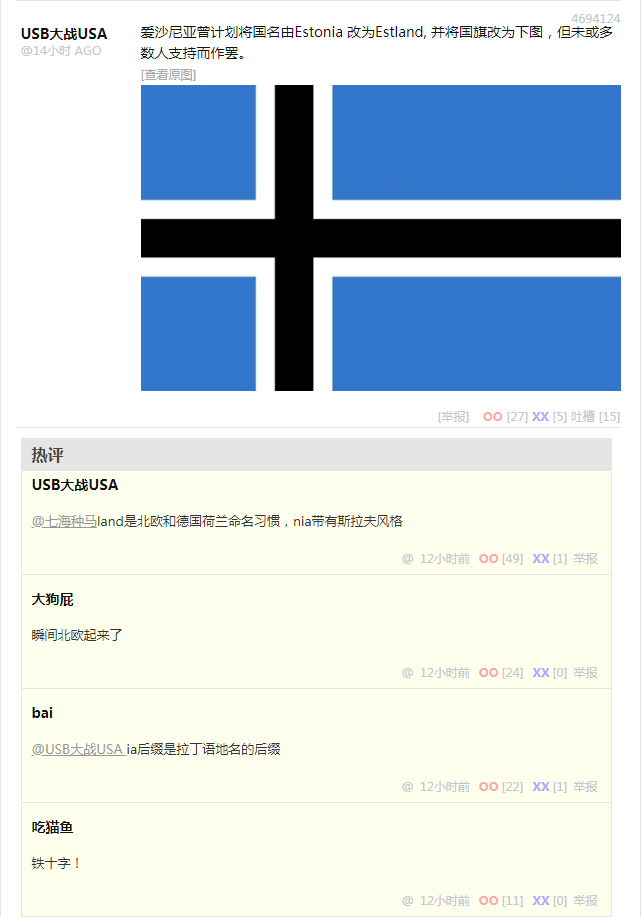 4694124
USB大战USA
@14小时 AGO
爱沙尼亚曾计划将国名由Estonia 改为Estland, 并将国旗改为下图，但未或多
数人支持而作罢。
[查看原图]
[举报] OO [27] XX [5] 吐槽 [15]
热评
USB大战USA
@七海种马land是北欧和德国荷兰命名习惯，nia带有斯拉夫风格
@ 12小时前 OO [49] XX [1] 举报
大狗屁
瞬间北欧起来了
@ 12小时前 OO [24] XX [0] 举报
bai
@USB大战USA ia后缀是拉丁语地名的后缀
@ 12小时前 OO [22] XX [1] 举报
吃猫鱼
铁十字！
@ 12小时前 OO [11] XX [0] 举报